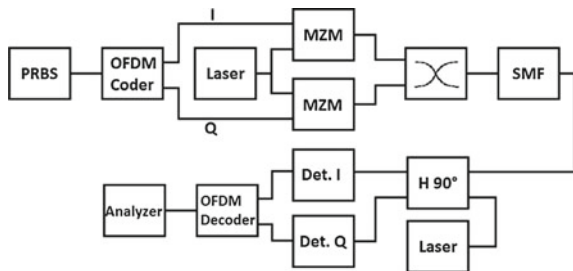 I
PRBS
OFDM
Coder
Laser
MZM
MZM
SMF
Q
Analyzer
OFDM
Decoder
Det. I
Det. Q
H 90°
Laser